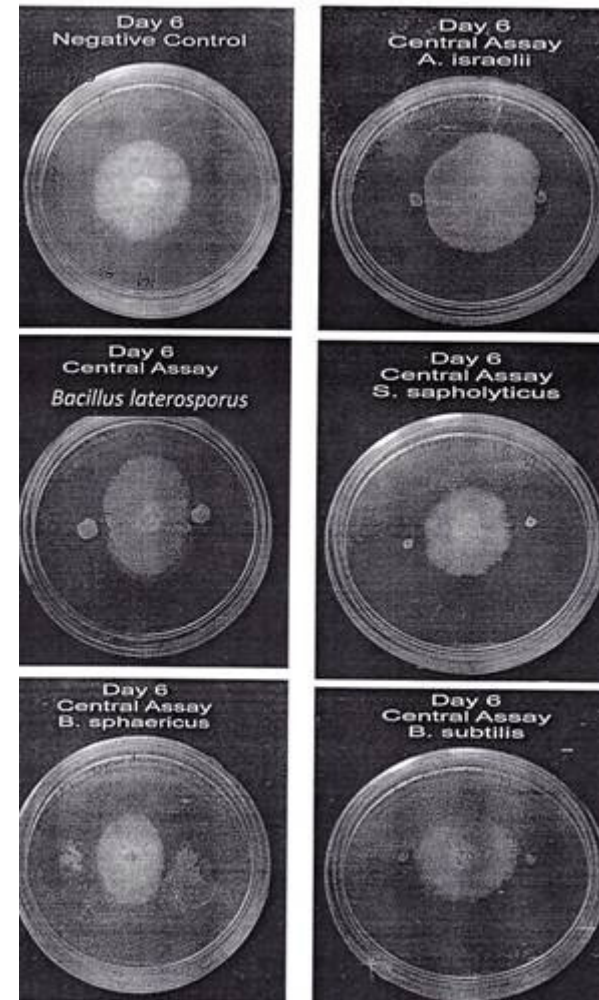 Day 6
Negative Control
Day 6
Central Assay
A. israelii
Day 6
Central Assay
Bacillus laterosporus
Day 6
Central Assay
S. sapholyticus
Day 6
Central Assay
B. sphaericus
Day 6
Central Assay
B. subtilis